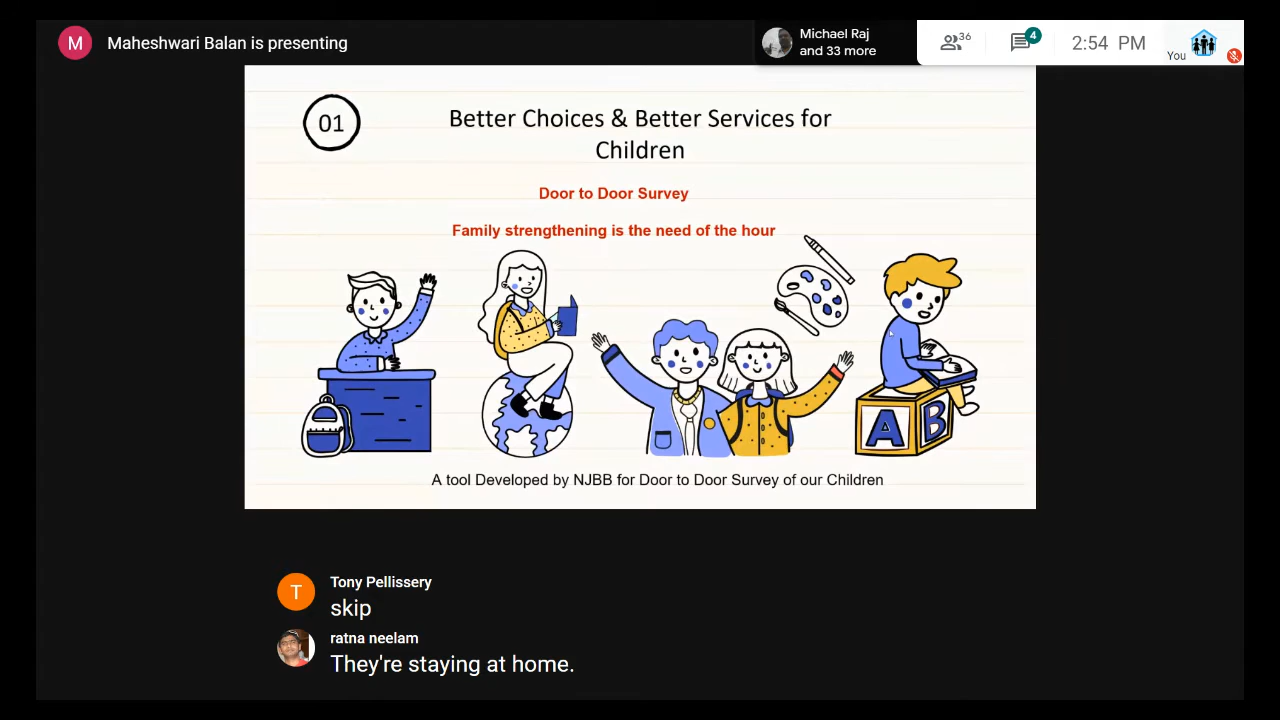 M
Maheshwari Balan is presenting
Michael Raj
and 33 more
36
4
2:54 PM
You
01
Better Choices & Better Services for
Children
Door to Door Survey
Family strengthening is the need of the hour
A B
A tool Developed by NJBB for Door to Door Survey of our Children
T
Tony Pellissery
skip
ratna neelam
They're staying at home.